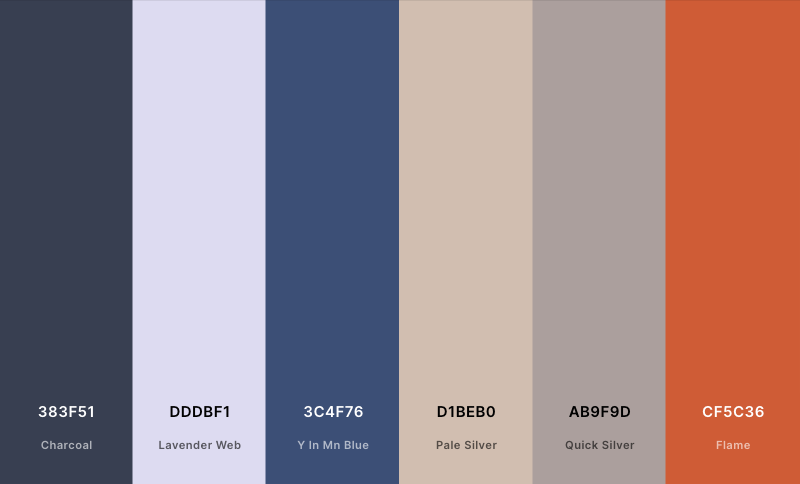 383F51 DDDBF1 3C4F76 D1BEB0 AB9F9D CF5C36
Charcoal Lavender Web Y In Mn Blue Pale Silver Quick Silver Flame